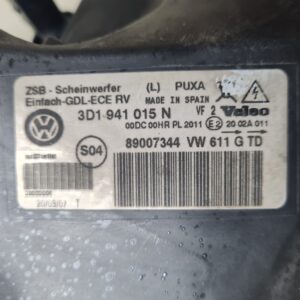 ZSB - Scheinwerfer (L) PUXA
Einfach-GDL-ECE RV MADE IN SPAIN
3D1 941 015 N VF 2 Valeo
00DC 00HR PL 2011 E2 20 02A 011
S04 89007344 VW 611 G TD